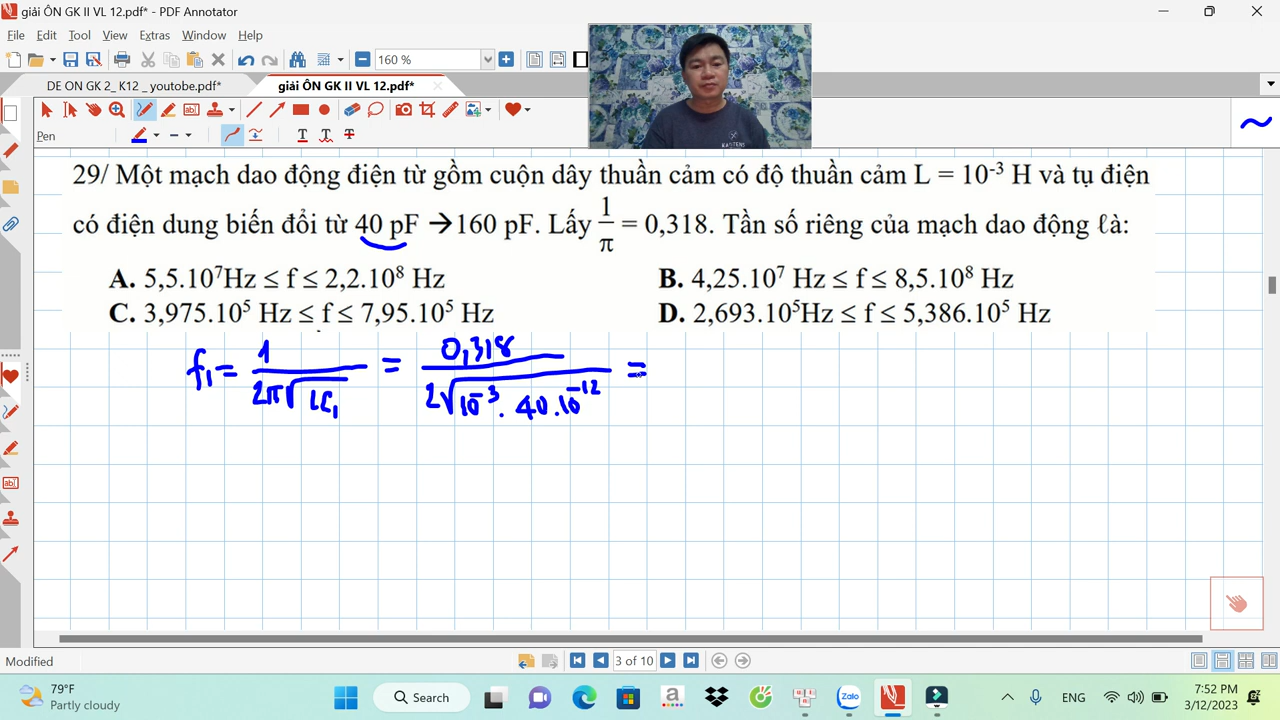 giải ÔN GK II VL 12.pdf* - PDF Annotator
File Edit Tool View Extras Window Help
160 %
DE ON GK 2_ K12 _ youtube.pdf*
giải ÔN GK II VL 12.pdf*
Pen
29/ Một mạch dao động điện từ gồm cuộn dây thuần cảm có độ thuần cảm L = 10⁻³ H và tụ điện
có điện dung biến đổi từ 40 pF →160 pF. Lấy 1/π = 0,318. Tần số riêng của mạch dao động ℓà:
A. 5,5.10⁷Hz ≤ f ≤ 2,2.10⁸ Hz
B. 4,25.10⁷ Hz ≤ f ≤ 8,5.10⁸ Hz
C. 3,975.10⁵ Hz ≤ f ≤ 7,95.10⁵ Hz
D. 2,693.10⁵Hz ≤ f ≤ 5,386.10⁵ Hz
f₁ = 1/(2π√(LC₁)) = 0,318/(2√(10⁻³ . 40.10⁻¹²)) =
Modified
3 of 10
79°F
Partly cloudy
Search
Zalo
ENG
7:52 PM
3/12/2023